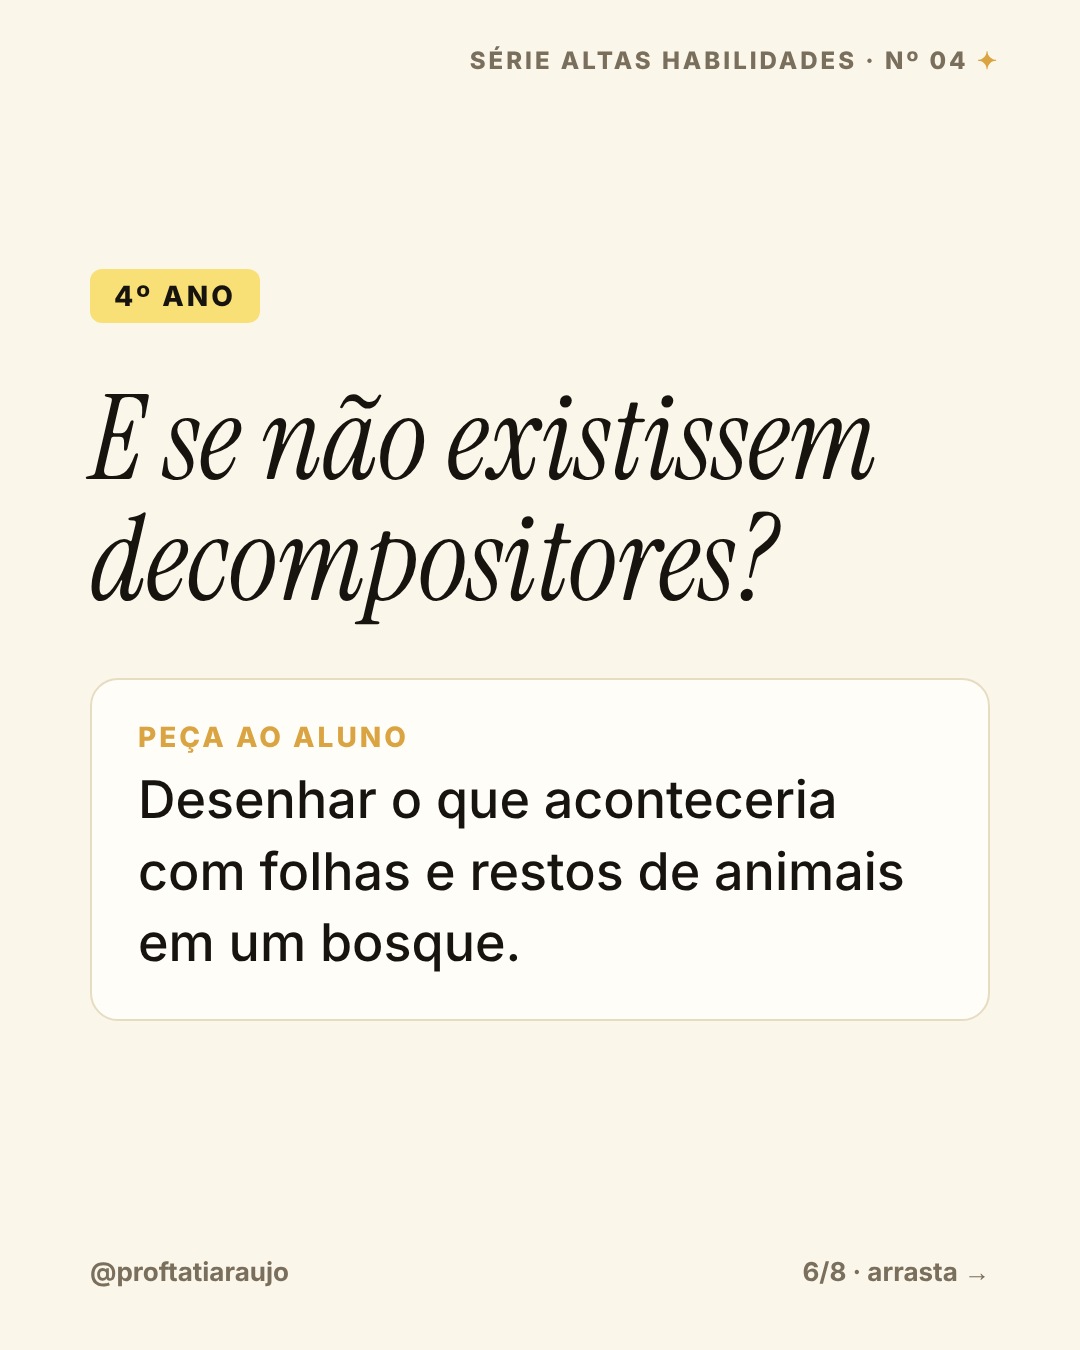 SÉRIE ALTAS HABILIDADES · Nº 04 ✦
4º ANO
E se não existissem
decompositores?
PEÇA AO ALUNO
Desenhar o que aconteceria
com folhas e restos de animais
em um bosque.
@proftatiaraujo
6/8 · arrasta →